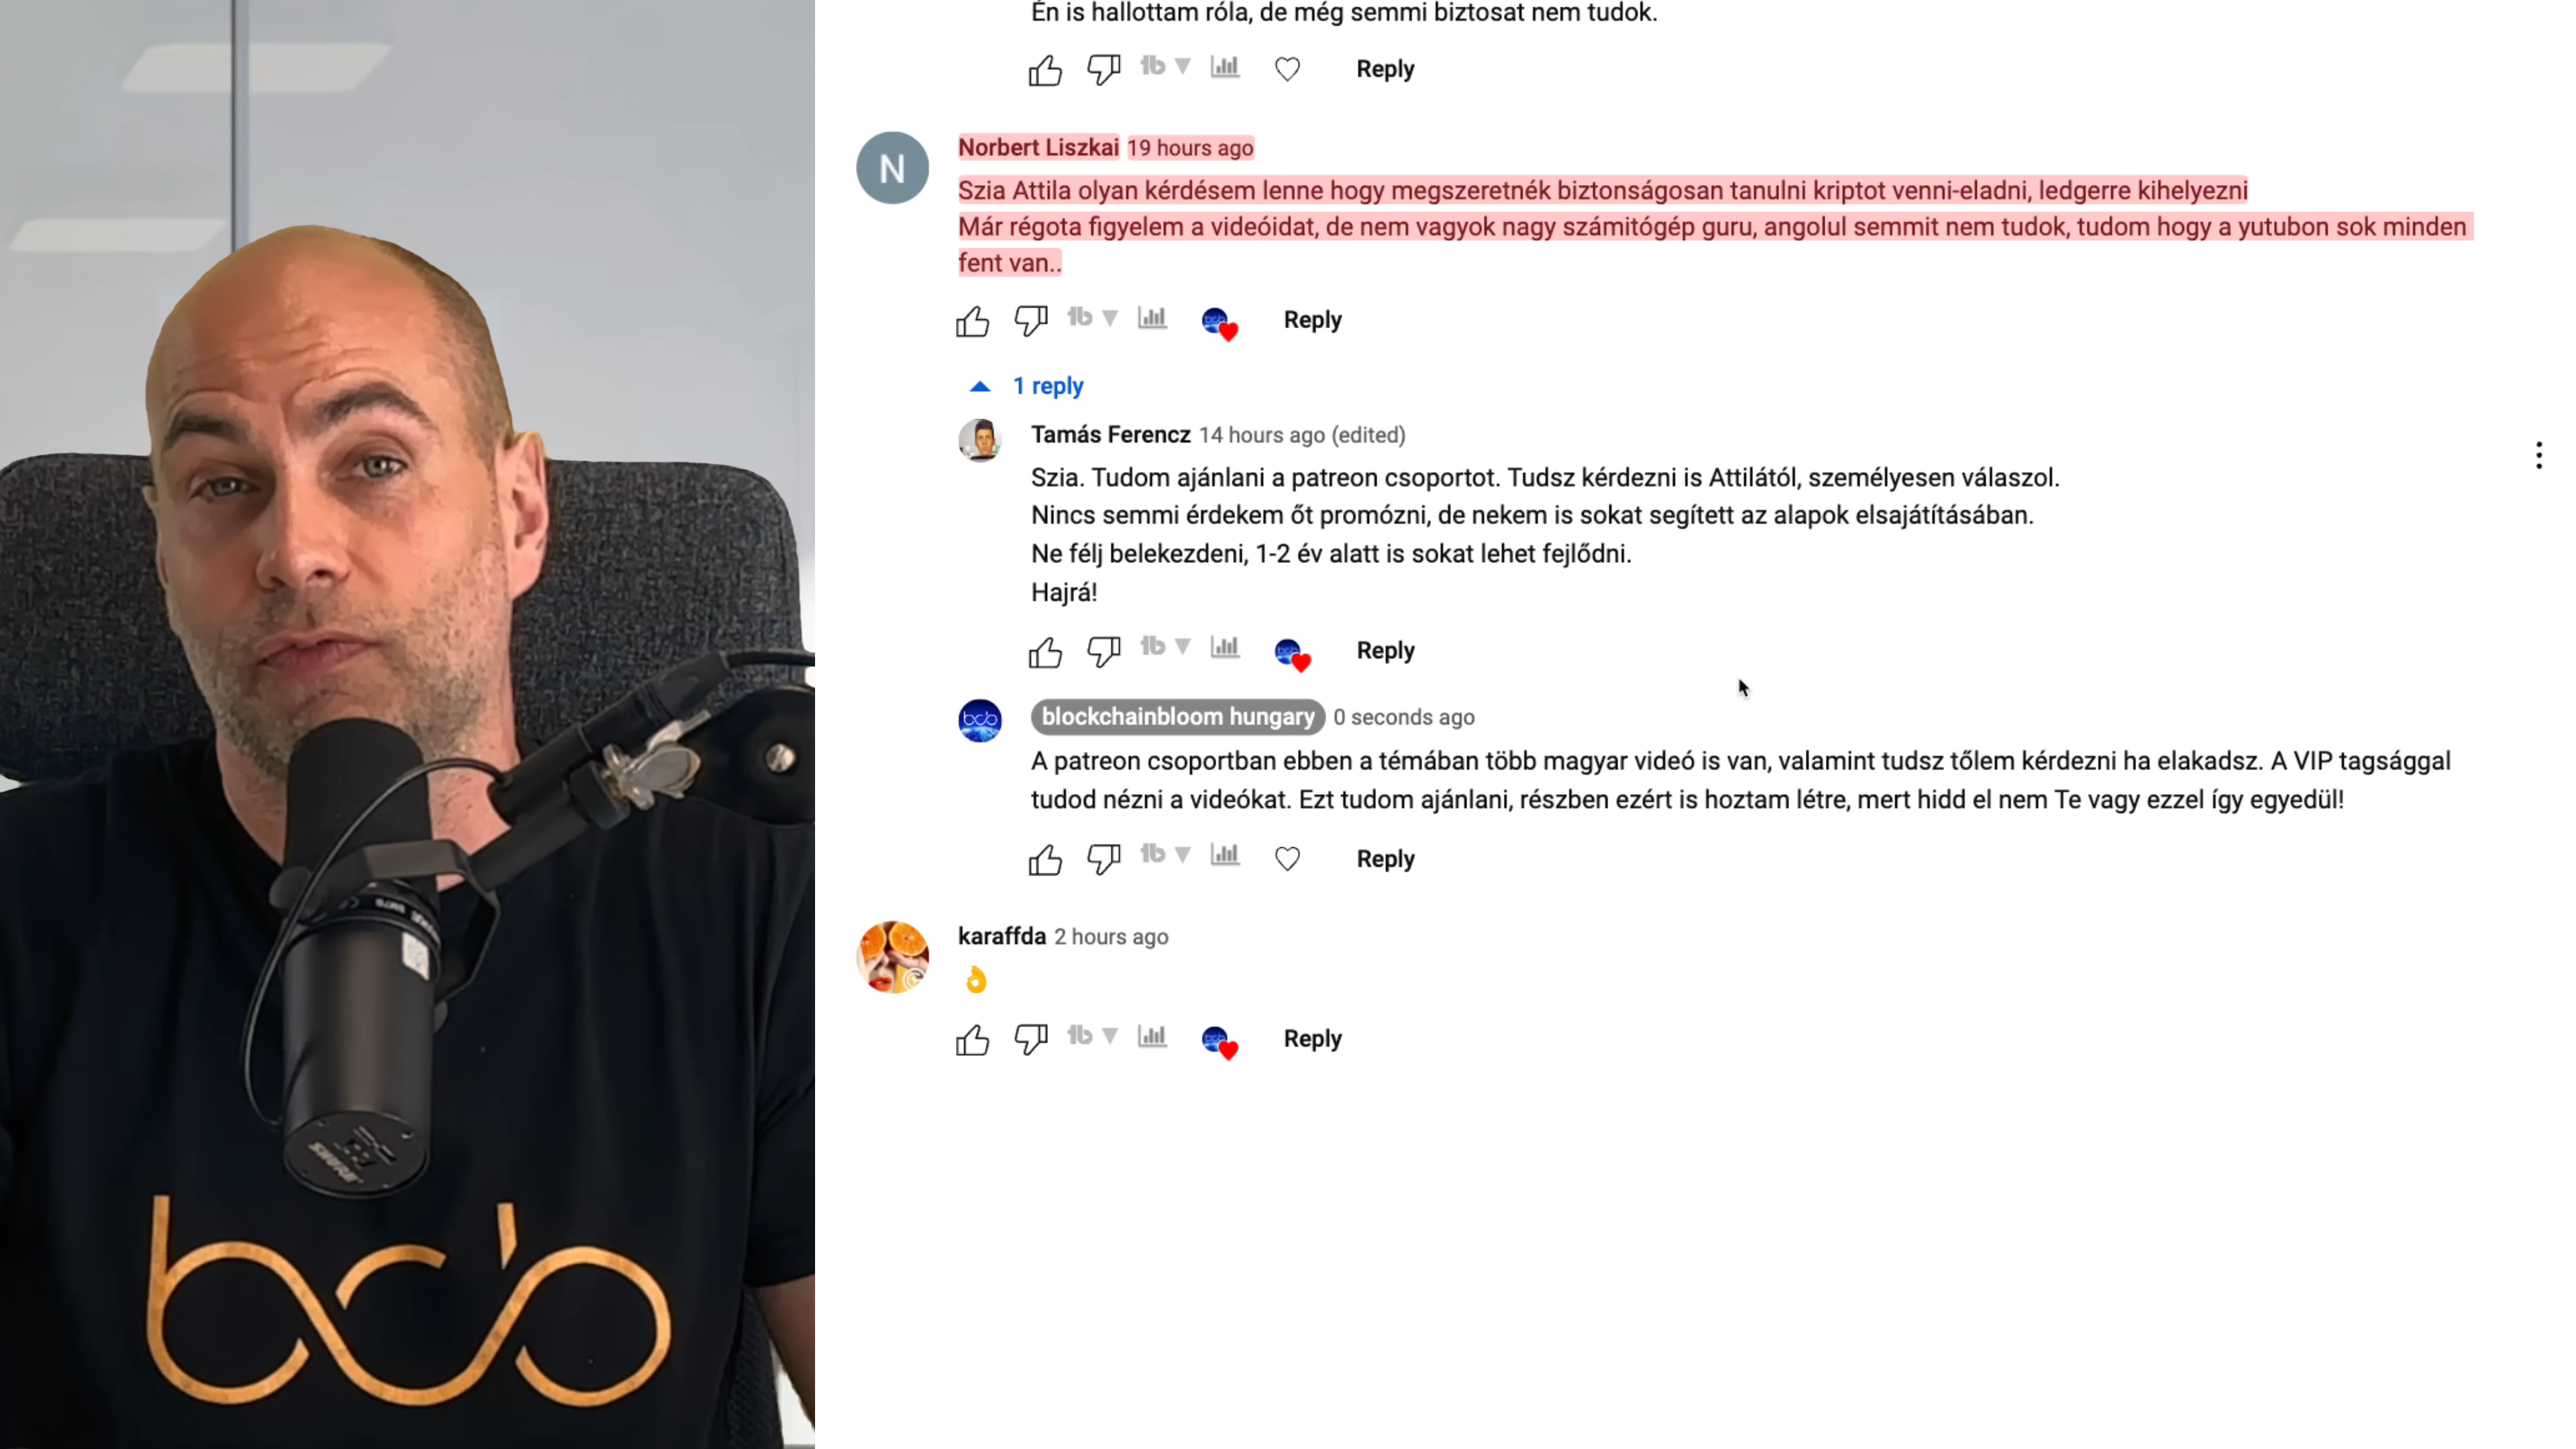 Én is hallottam róla, de még semmi biztosat nem tudok.
Reply
N
Norbert Liszkai 19 hours ago
Szia Attila olyan kérdésem lenne hogy megszeretnék biztonságosan tanulni kriptot venni-eladni, ledgerre kihelyezni
Már régota figyelem a videóidat, de nem vagyok nagy számitógép guru, angolul semmit nem tudok, tudom hogy a yutubon sok minden
fent van..
Reply
1 reply
Tamás Ferencz 14 hours ago (edited)
Szia. Tudom ajánlani a patreon csoportot. Tudsz kérdezni is Attilától, személyesen válaszol.
Nincs semmi érdekem őt promózni, de nekem is sokat segített az alapok elsajátításában.
Ne félj belekezdeni, 1-2 év alatt is sokat lehet fejlődni.
Hajrá!
Reply
bcb
blockchainbloom hungary 0 seconds ago
A patreon csoportban ebben a témában több magyar videó is van, valamint tudsz tőlem kérdezni ha elakadsz. A VIP tagsággal
tudod nézni a videókat. Ezt tudom ajánlani, részben ezért is hoztam létre, mert hidd el nem Te vagy ezzel így egyedül!
Reply
karaffda 2 hours ago
👌
Reply
SHURE
bcb